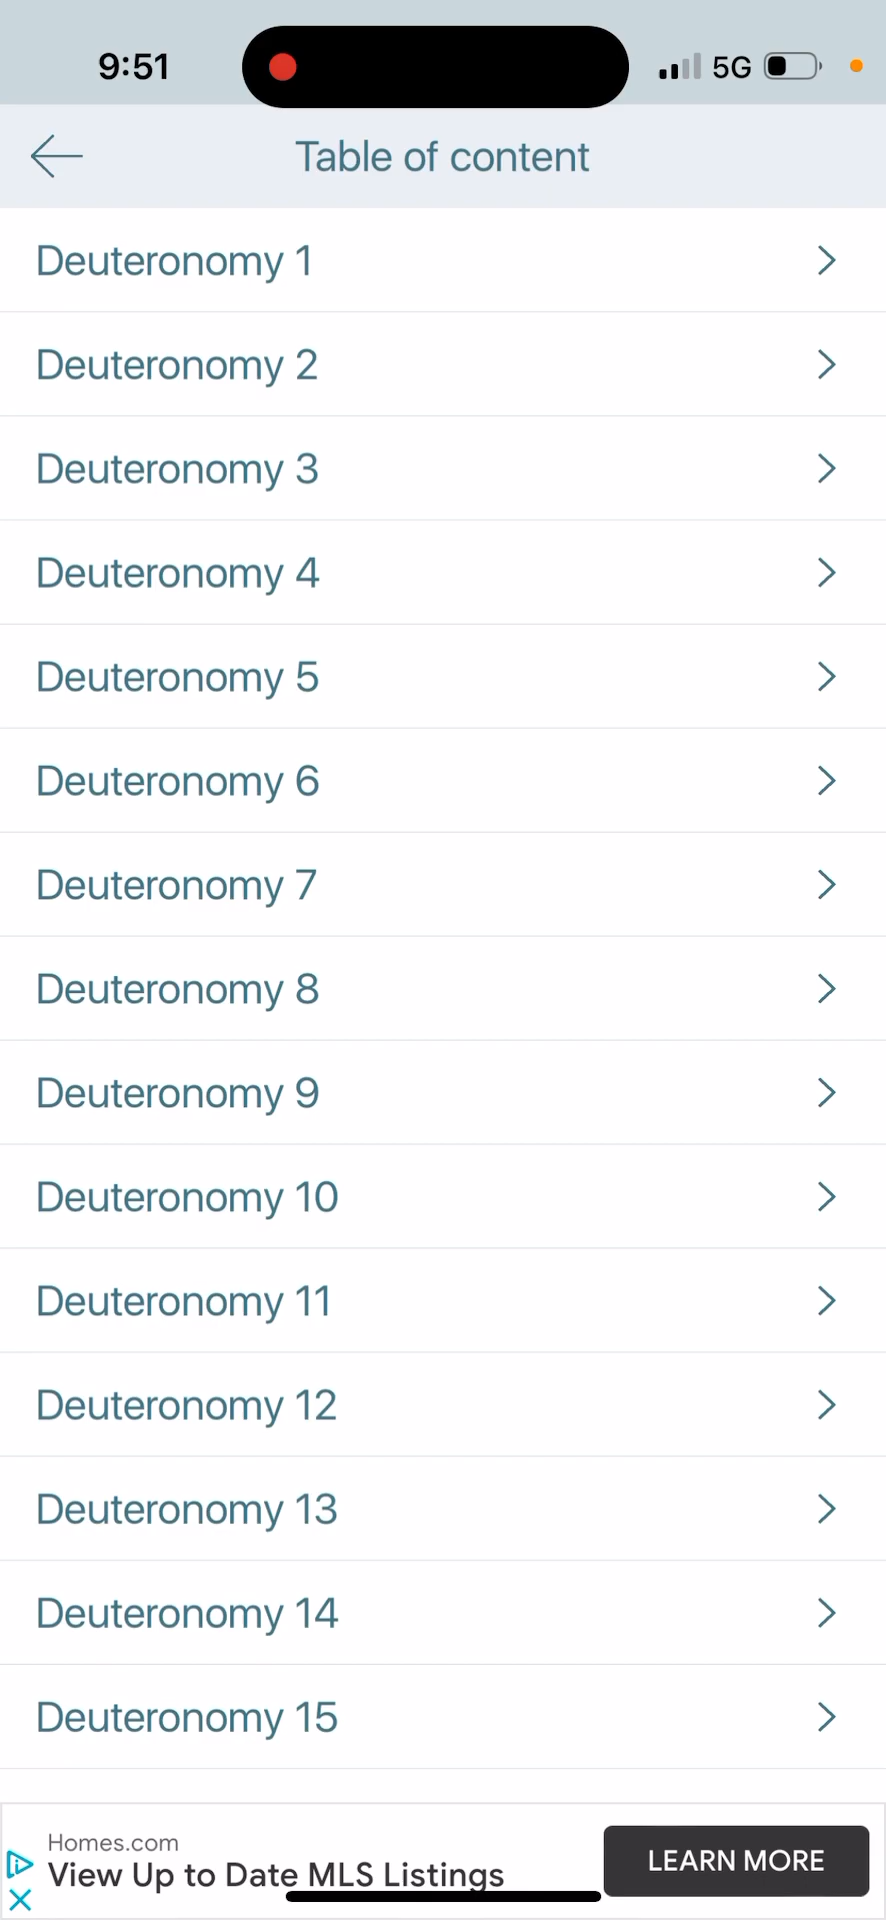 9:51
5G
Table of content
Deuteronomy 1
Deuteronomy 2
Deuteronomy 3
Deuteronomy 4
Deuteronomy 5
Deuteronomy 6
Deuteronomy 7
Deuteronomy 8
Deuteronomy 9
Deuteronomy 10
Deuteronomy 11
Deuteronomy 12
Deuteronomy 13
Deuteronomy 14
Deuteronomy 15
Homes.com
View Up to Date MLS Listings
LEARN MORE